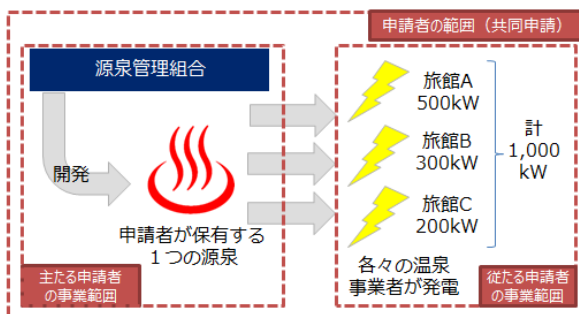 申請者の範囲（共同申請）
源泉管理組合
開発
申請者が保有する
１つの源泉
主たる申請者
の事業範囲
旅館A
500kW
旅館B
300kW
旅館C
200kW
計
1,000
kW
各々の温泉
事業者が発電
従たる申請者
の事業範囲